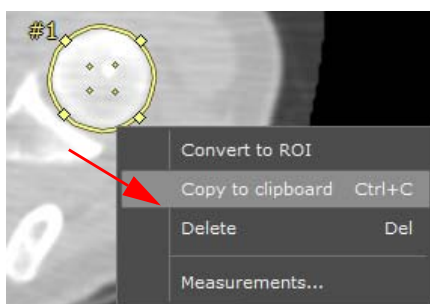 #1
Convert to ROI
Copy to clipboard Ctrl+C
Delete Del
Measurements...